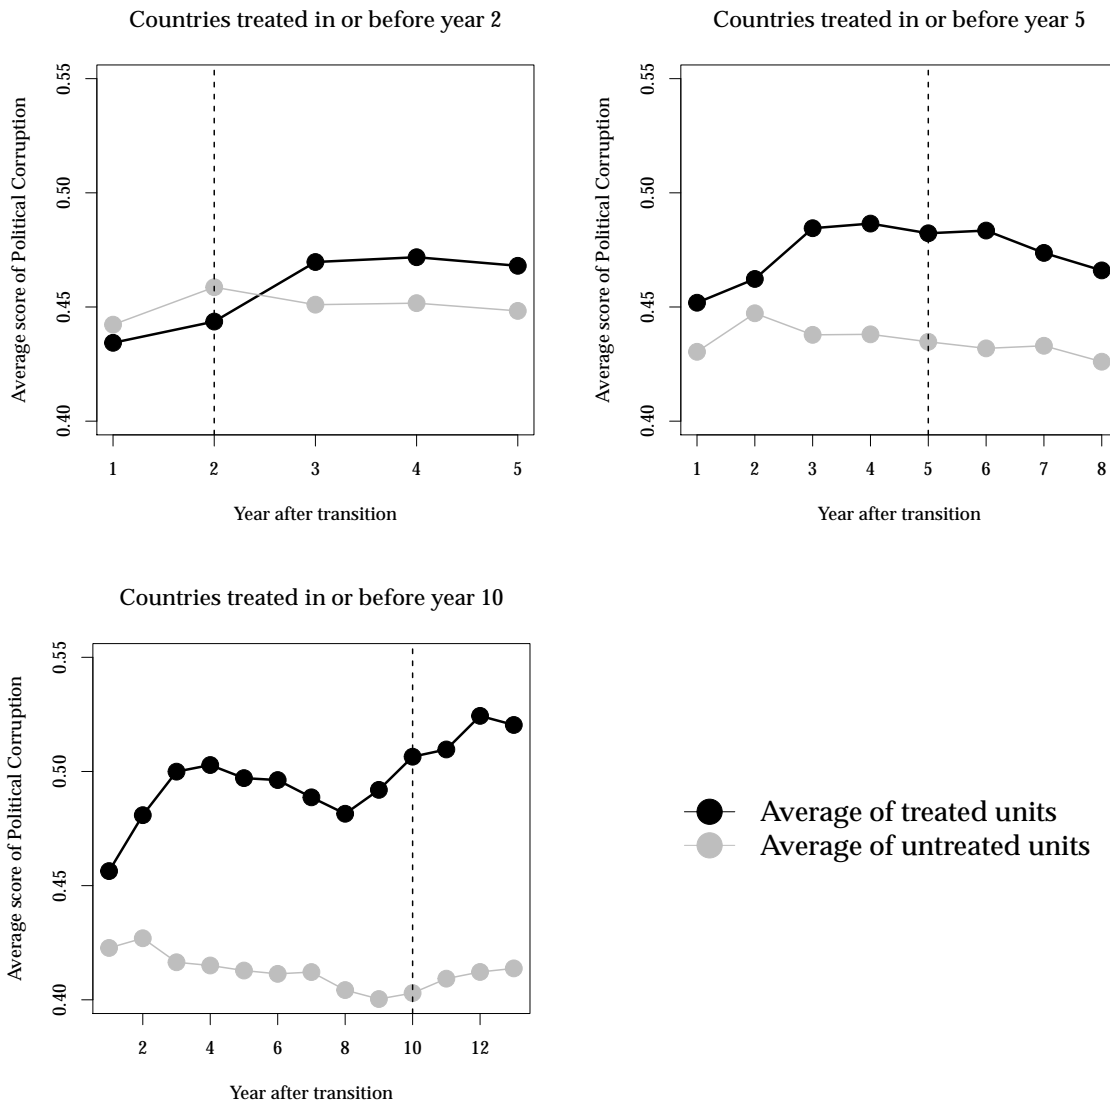 Countries treated in or before year 2
Average score of Political Corruption
0.55
0.50
0.45
0.40
1 2 3 4 5
Year after transition
Countries treated in or before year 5
Average score of Political Corruption
0.55
0.50
0.45
0.40
1 2 3 4 5 6 7 8
Year after transition
Countries treated in or before year 10
Average score of Political Corruption
0.55
0.50
0.45
0.40
2 4 6 8 10 12
Year after transition
Average of treated units
Average of untreated units